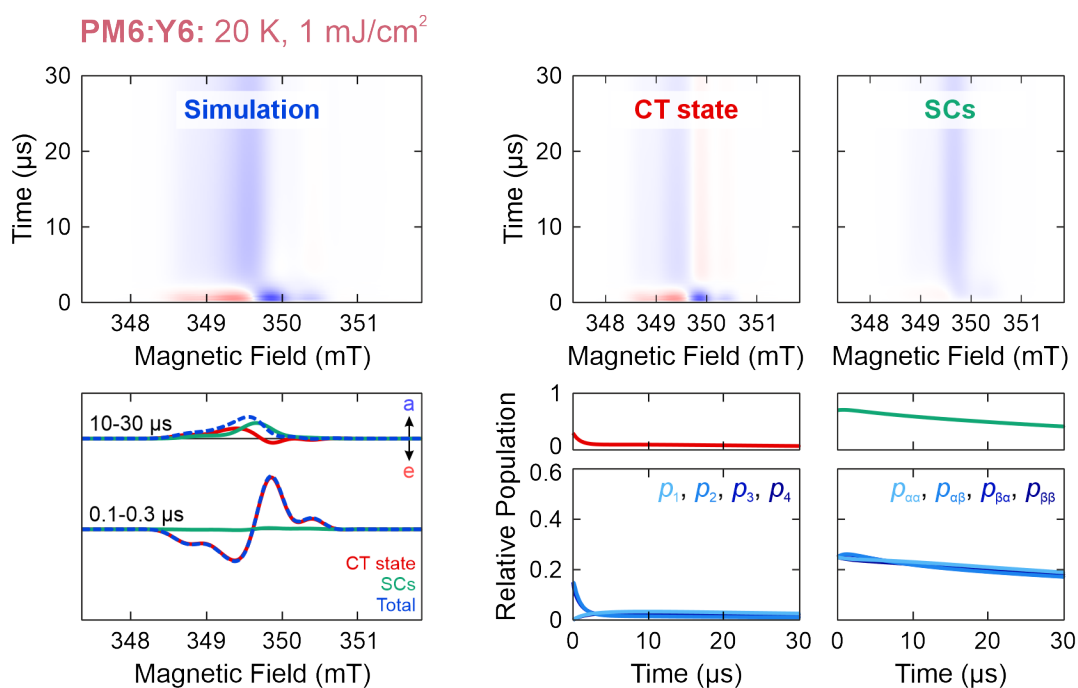 PM6:Y6: 20 K, 1 mJ/cm²
Simulation
Time (µs)
30
20
10
0
348
349
350
351
Magnetic Field (mT)
CT state
Time (µs)
30
20
10
0
348
349
350
351
Magnetic Field (mT)
SCs
348
349
350
351
Magnetic Field (mT)
10-30 µs
a
e
0.1-0.3 µs
CT state
SCs
Total
348
349
350
351
Magnetic Field (mT)
Relative Population
1
0
0.6
0.4
0.2
0
p₁, p₂, p₃, p₄
0
10
20
30
Time (µs)
pαα, pαβ, pβα, pββ
0
10
20
30
Time (µs)